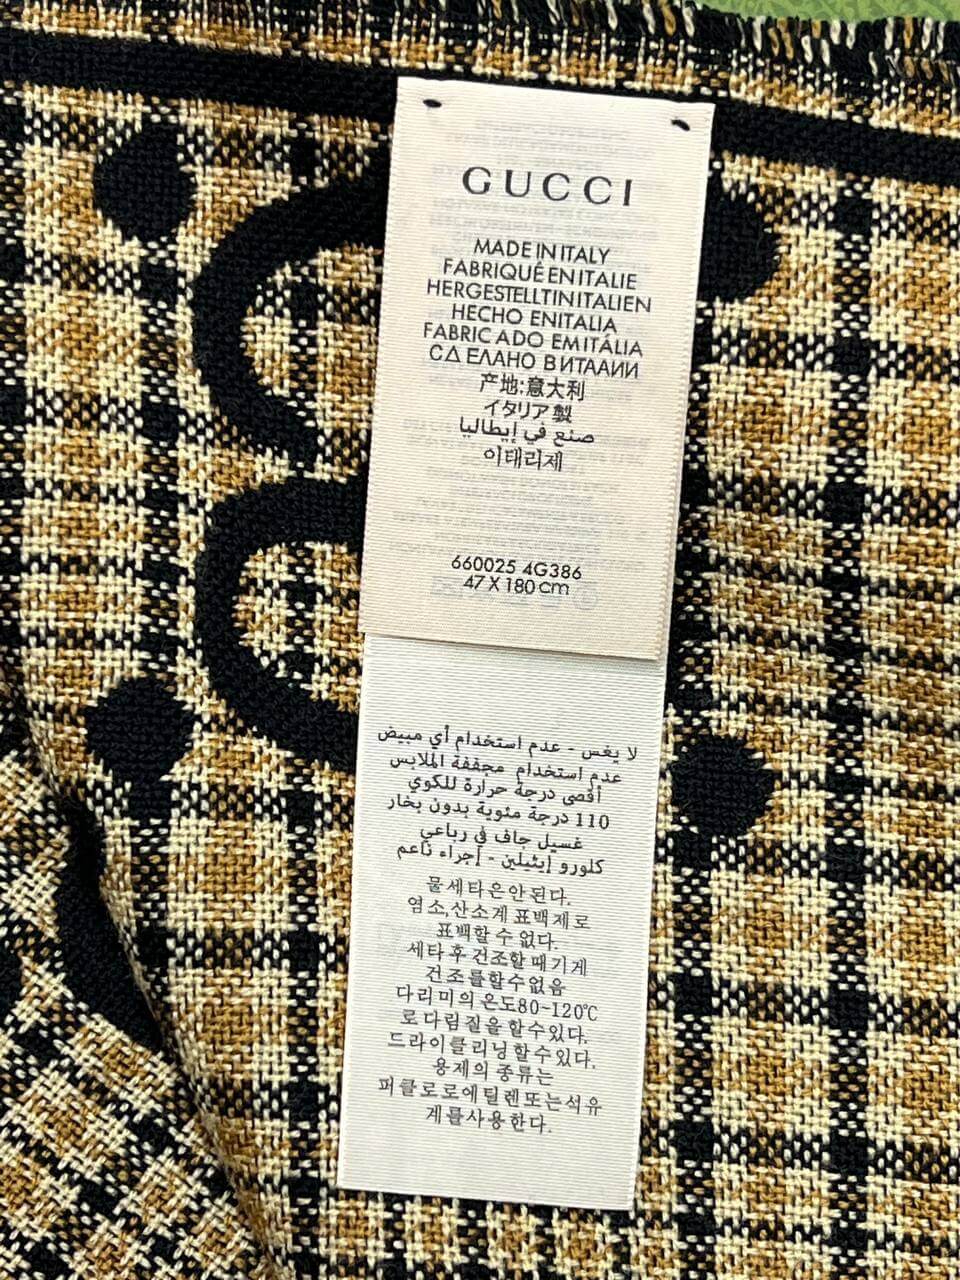 GUCCI
MADE IN ITALY
FABRIQUÉ EN ITALIE
HERGESTELLT IN ITALIEN
HECHO EN ITALIA
FABRICADO EM ITÁLIA
СΔЕЛАНО В ИТАЛИИ
产地:意大利
イタリア製
صنع في إيطاليا
이태리제
660025 4G386
47 X 180 cm
لا يغس - عدم استخدام أي مبيض
عدم استخدام مجففة الملابس
أقصى درجة حرارة للكوي
110 درجة مئوية بدون بخار
غسيل جاف في رباعي
كلورو إيثيلين - إجراء ناعم
물세타은안된다.
염소,산소계 표백제로
표백할 수 없다.
세타 후 건조할 때기계
건조를할수없음
다리미의온도80~120℃
로 다림 질을 할수있다.
드라이클리닝할수있다.
용제의 종류는
퍼클로로에틸렌또는석유
계를사용한다.